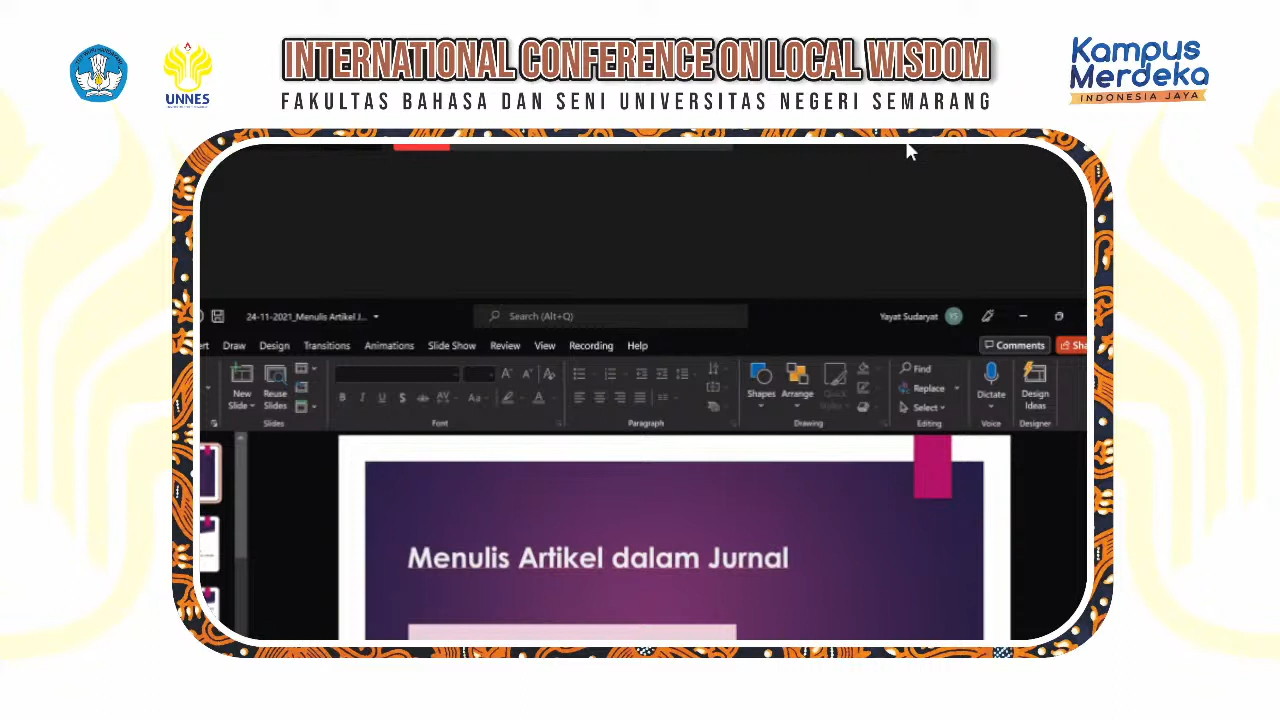 INTERNATIONAL CONFERENCE ON LOCAL WISDOM
FAKULTAS BAHASA DAN SENI UNIVERSITAS NEGERI SEMARANG
UNNES
Kampus
Merdeka
INDONESIA JAYA
24-11-2021_Menulis Artikel J...
Search (Alt+Q)
Yayat Sudaryat
YS
Draw Design Transitions Animations Slide Show Review View Recording Help
Comments
New
Slide
Reuse
Slides
Slides
Font
Paragraph
Shapes
Arrange
Quick
Styles
Drawing
Find
Replace
Select
Editing
Dictate
Voice
Design
Ideas
Designer
Menulis Artikel dalam Jurnal